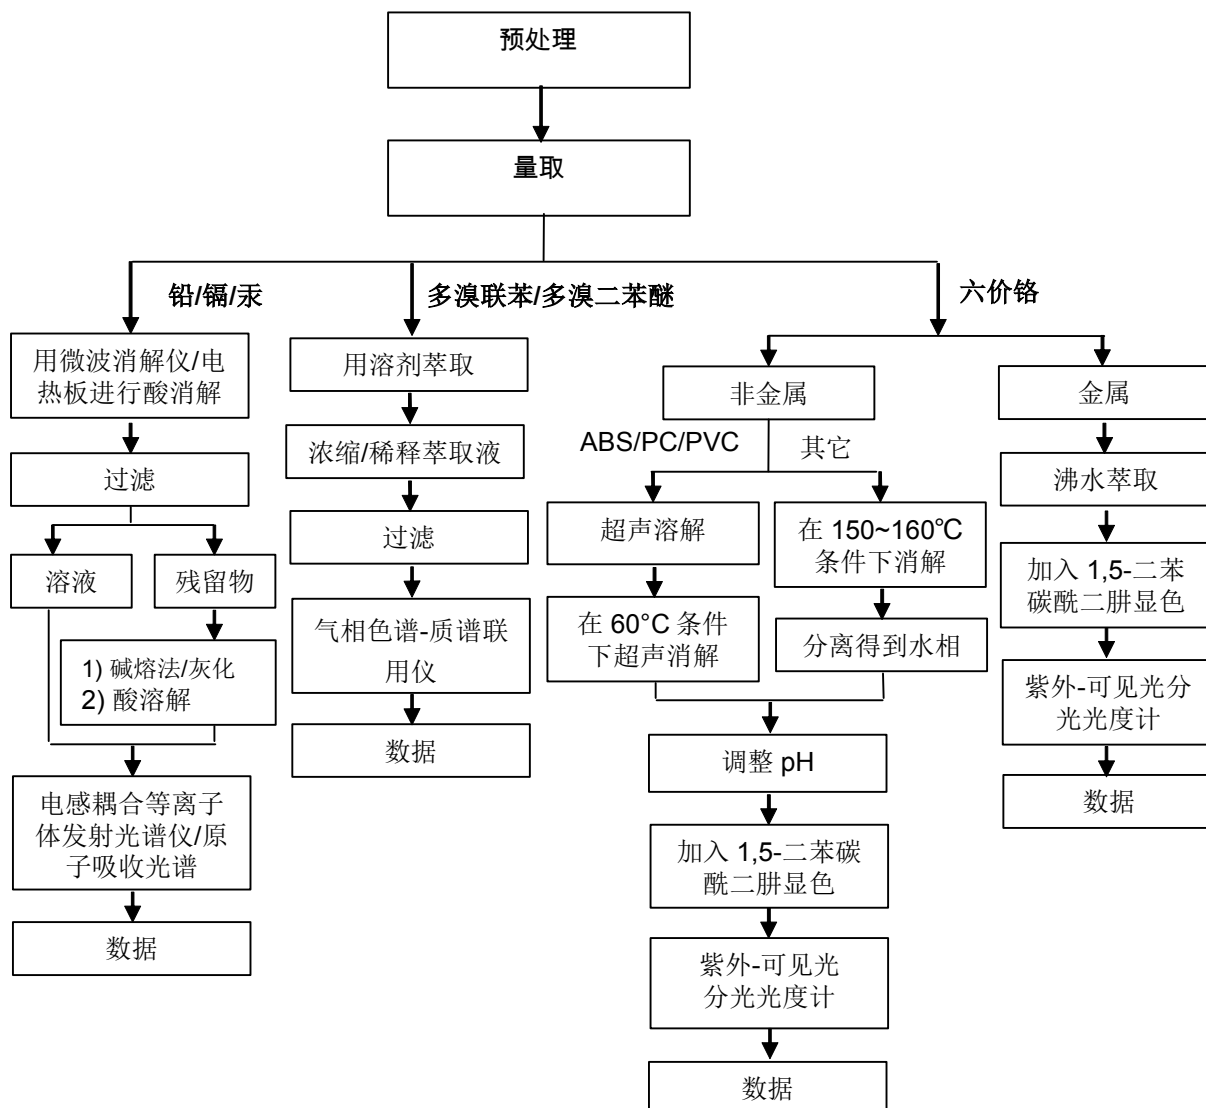 预处理
量取
铅/镉/汞
多溴联苯/多溴二苯醚
六价铬
用微波消解仪/电
热板进行酸消解
过滤
溶液
残留物
1) 碱熔法/灰化
2) 酸溶解
电感耦合等离子
体发射光谱仪/原
子吸收光谱
数据
用溶剂萃取
浓缩/稀释萃取液
过滤
气相色谱-质谱联
用仪
数据
非金属
ABS/PC/PVC
其它
超声溶解
在 60°C 条件
下超声消解
在 150~160℃
条件下消解
分离得到水相
调整 pH
加入 1,5-二苯碳
酰二肼显色
紫外-可见光
分光光度计
数据
金属
沸水萃取
加入 1,5-二苯
碳酰二肼显色
紫外-可见光分
光光度计
数据